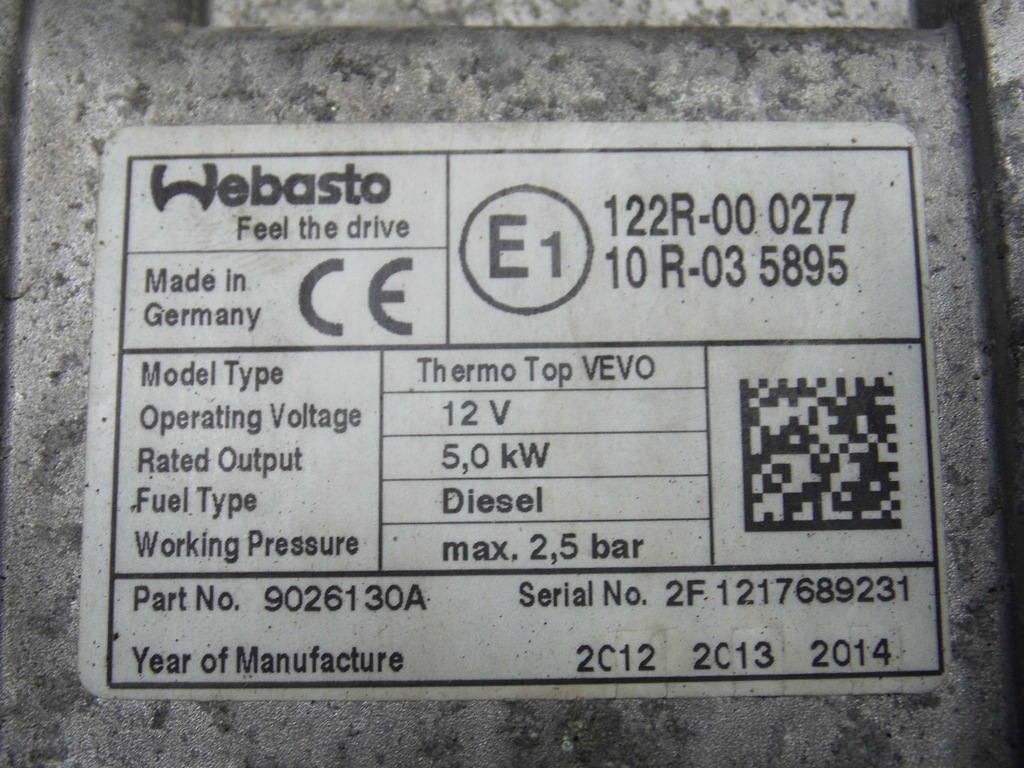 Webasto
Feel the drive
Made in
Germany
CE
E1
122R-00 0277
10 R-03 5895
Model Type Thermo Top VEVO
Operating Voltage 12 V
Rated Output 5,0 kW
Fuel Type Diesel
Working Pressure max. 2,5 bar
Part No. 9026130A Serial No. 2F 1217689231
Year of Manufacture 2012 2013 2014